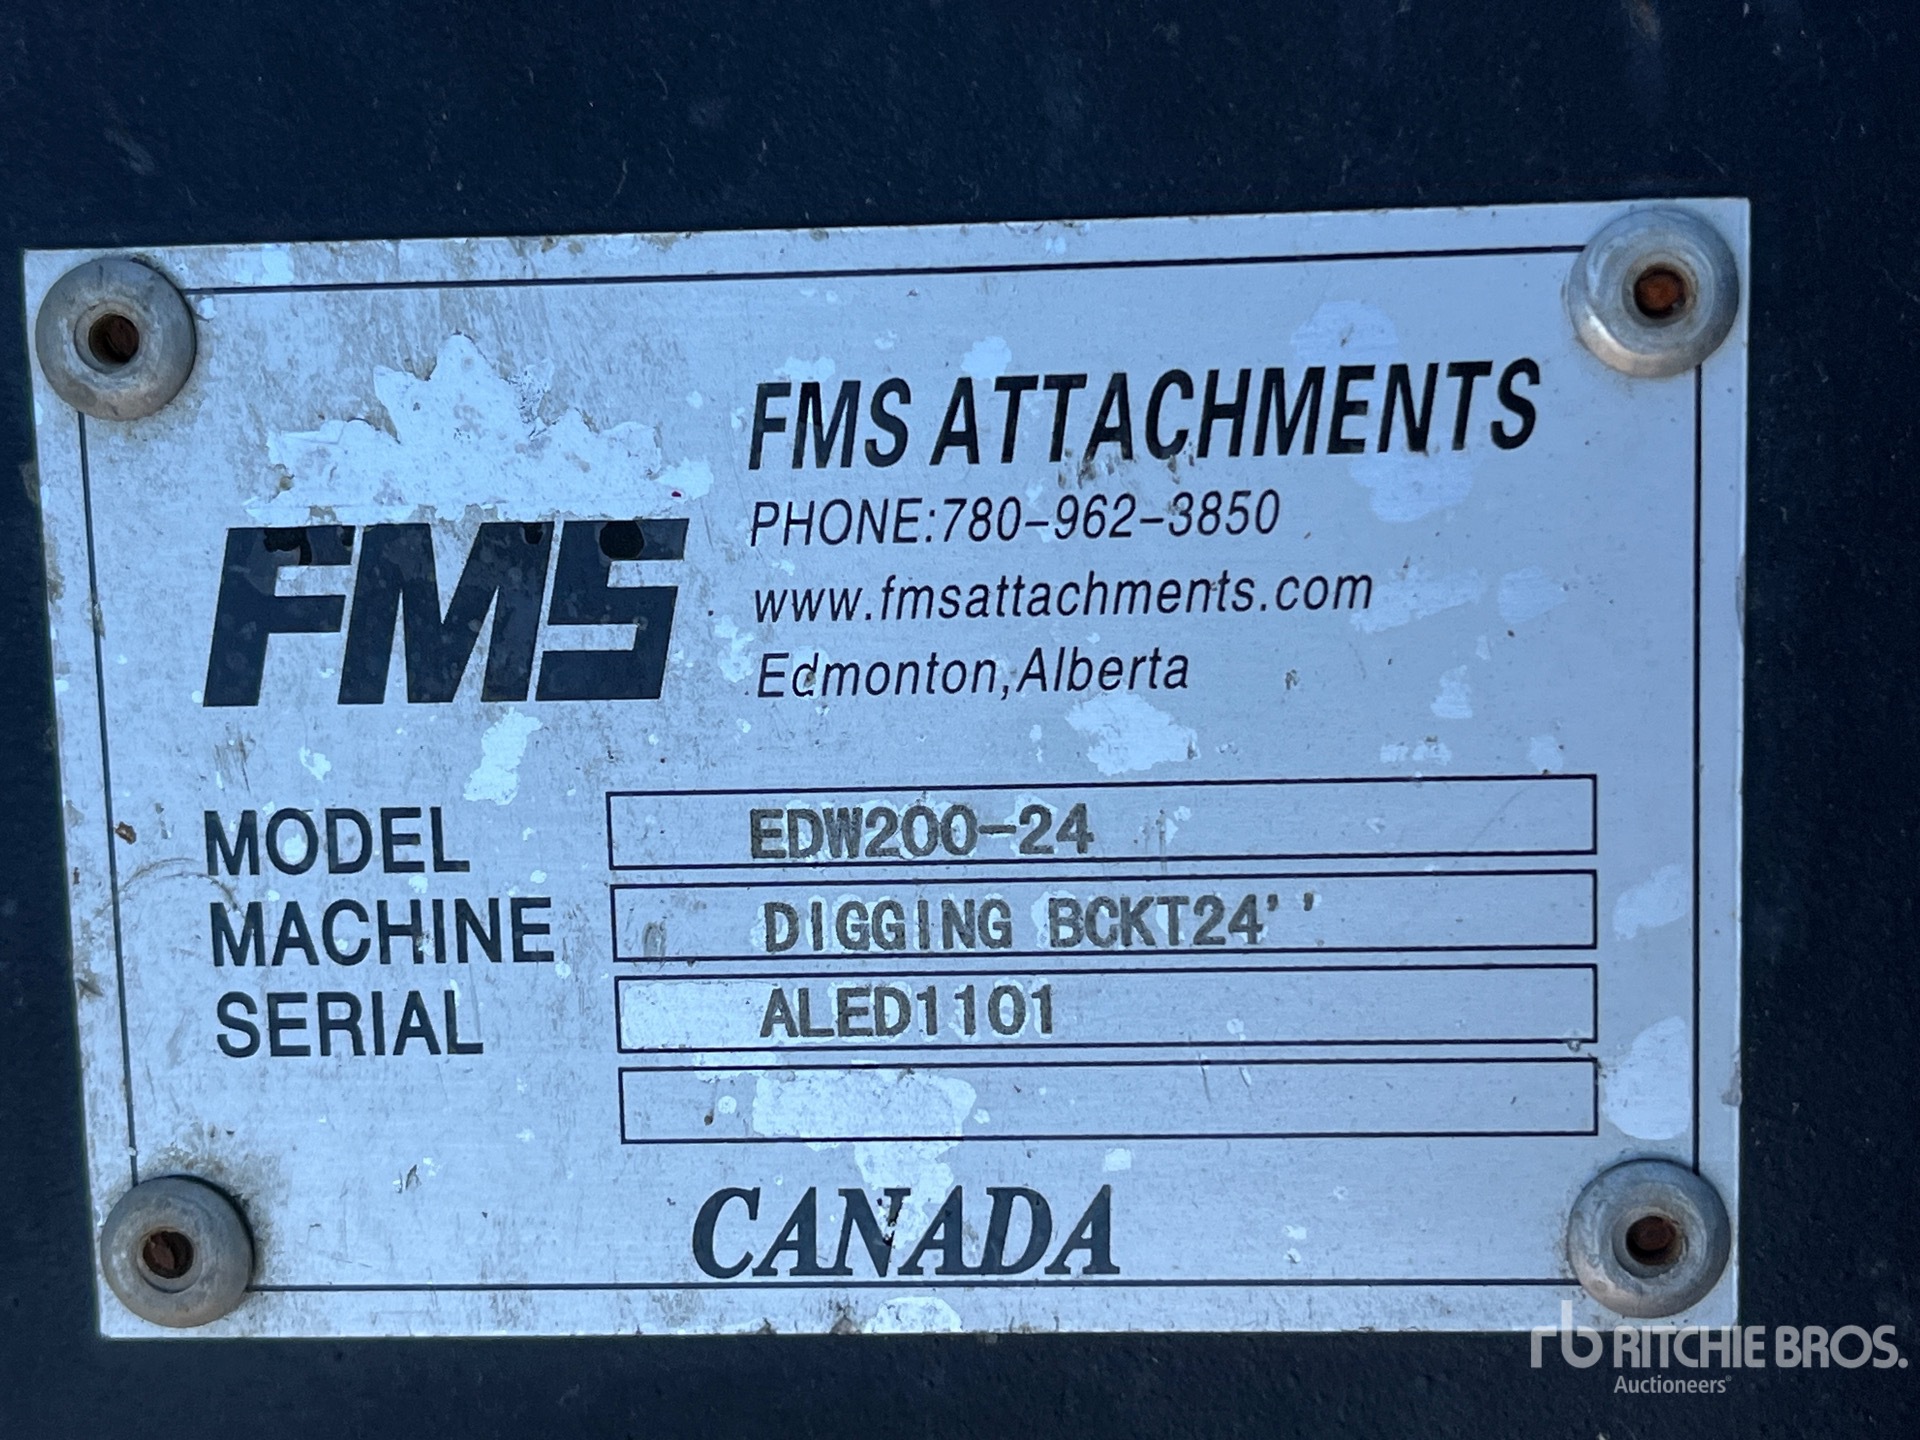 FMS
FMS ATTACHMENTS
PHONE:780-962-3850
www.fmsattachments.com
Edmonton,Alberta
MODEL EDW200-24
MACHINE DIGGING BCKT24''
SERIAL ALED1101
CANADA
rb RITCHIE BROS.
Auctioneers®